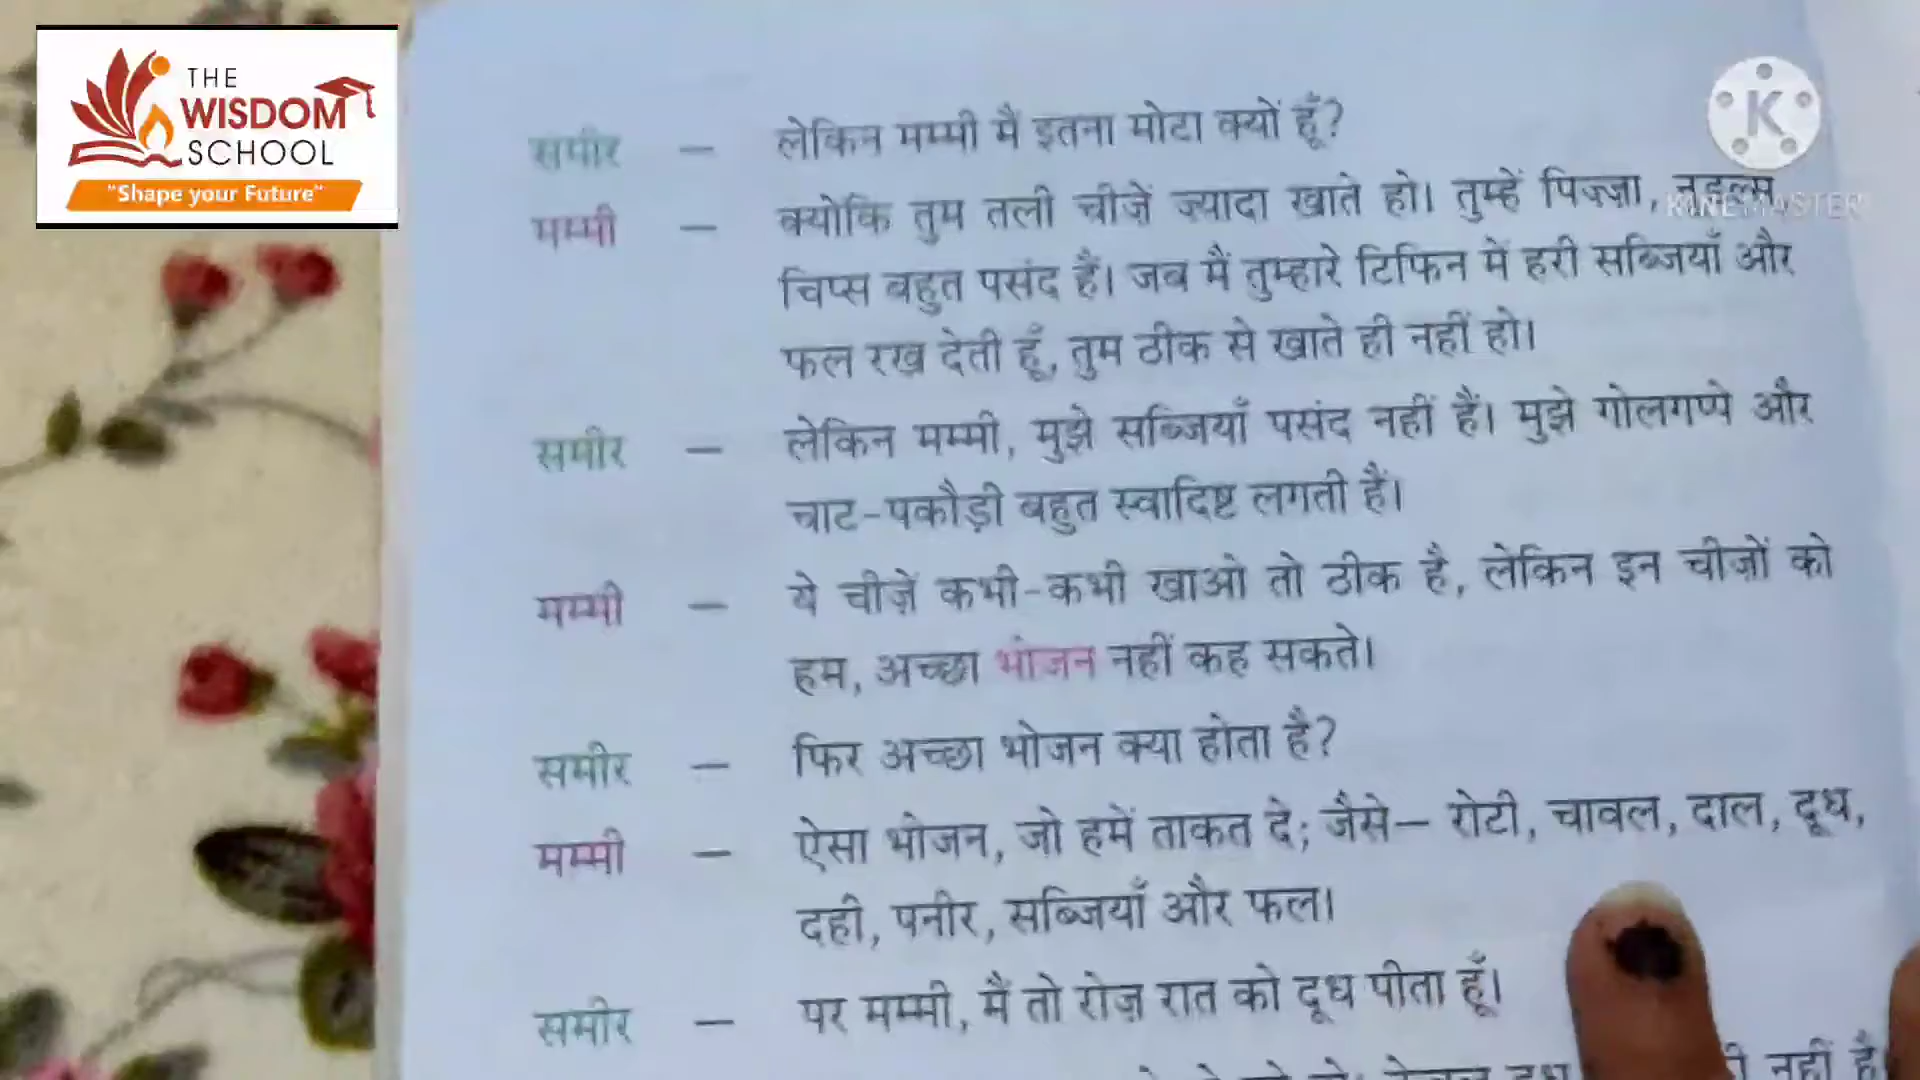 THE
WISDOM
SCHOOL
"Shape your Future"
K
KINEMASTER
समीर – लेकिन मम्मी मैं इतना मोटा क्यों हूँ?
मम्मी – क्योंकि तुम तली चीज़ें ज्यादा खाते हो। तुम्हें पिज़्ज़ा, नूडल्स,
चिप्स बहुत पसंद हैं। जब मैं तुम्हारे टिफिन में हरी सब्जियाँ और
फल रख देती हूँ, तुम ठीक से खाते ही नहीं हो।
समीर – लेकिन मम्मी, मुझे सब्जियाँ पसंद नहीं हैं। मुझे गोलगप्पे और
चाट-पकौड़ी बहुत स्वादिष्ट लगती हैं।
मम्मी – ये चीज़ें कभी-कभी खाओ तो ठीक है, लेकिन इन चीज़ों को
हम, अच्छा भोजन नहीं कह सकते।
समीर – फिर अच्छा भोजन क्या होता है?
मम्मी – ऐसा भोजन, जो हमें ताकत दे; जैसे– रोटी, चावल, दाल, दूध,
दही, पनीर, सब्जियाँ और फल।
समीर – पर मम्मी, मैं तो रोज़ रात को दूध पीता हूँ।
नहीं है